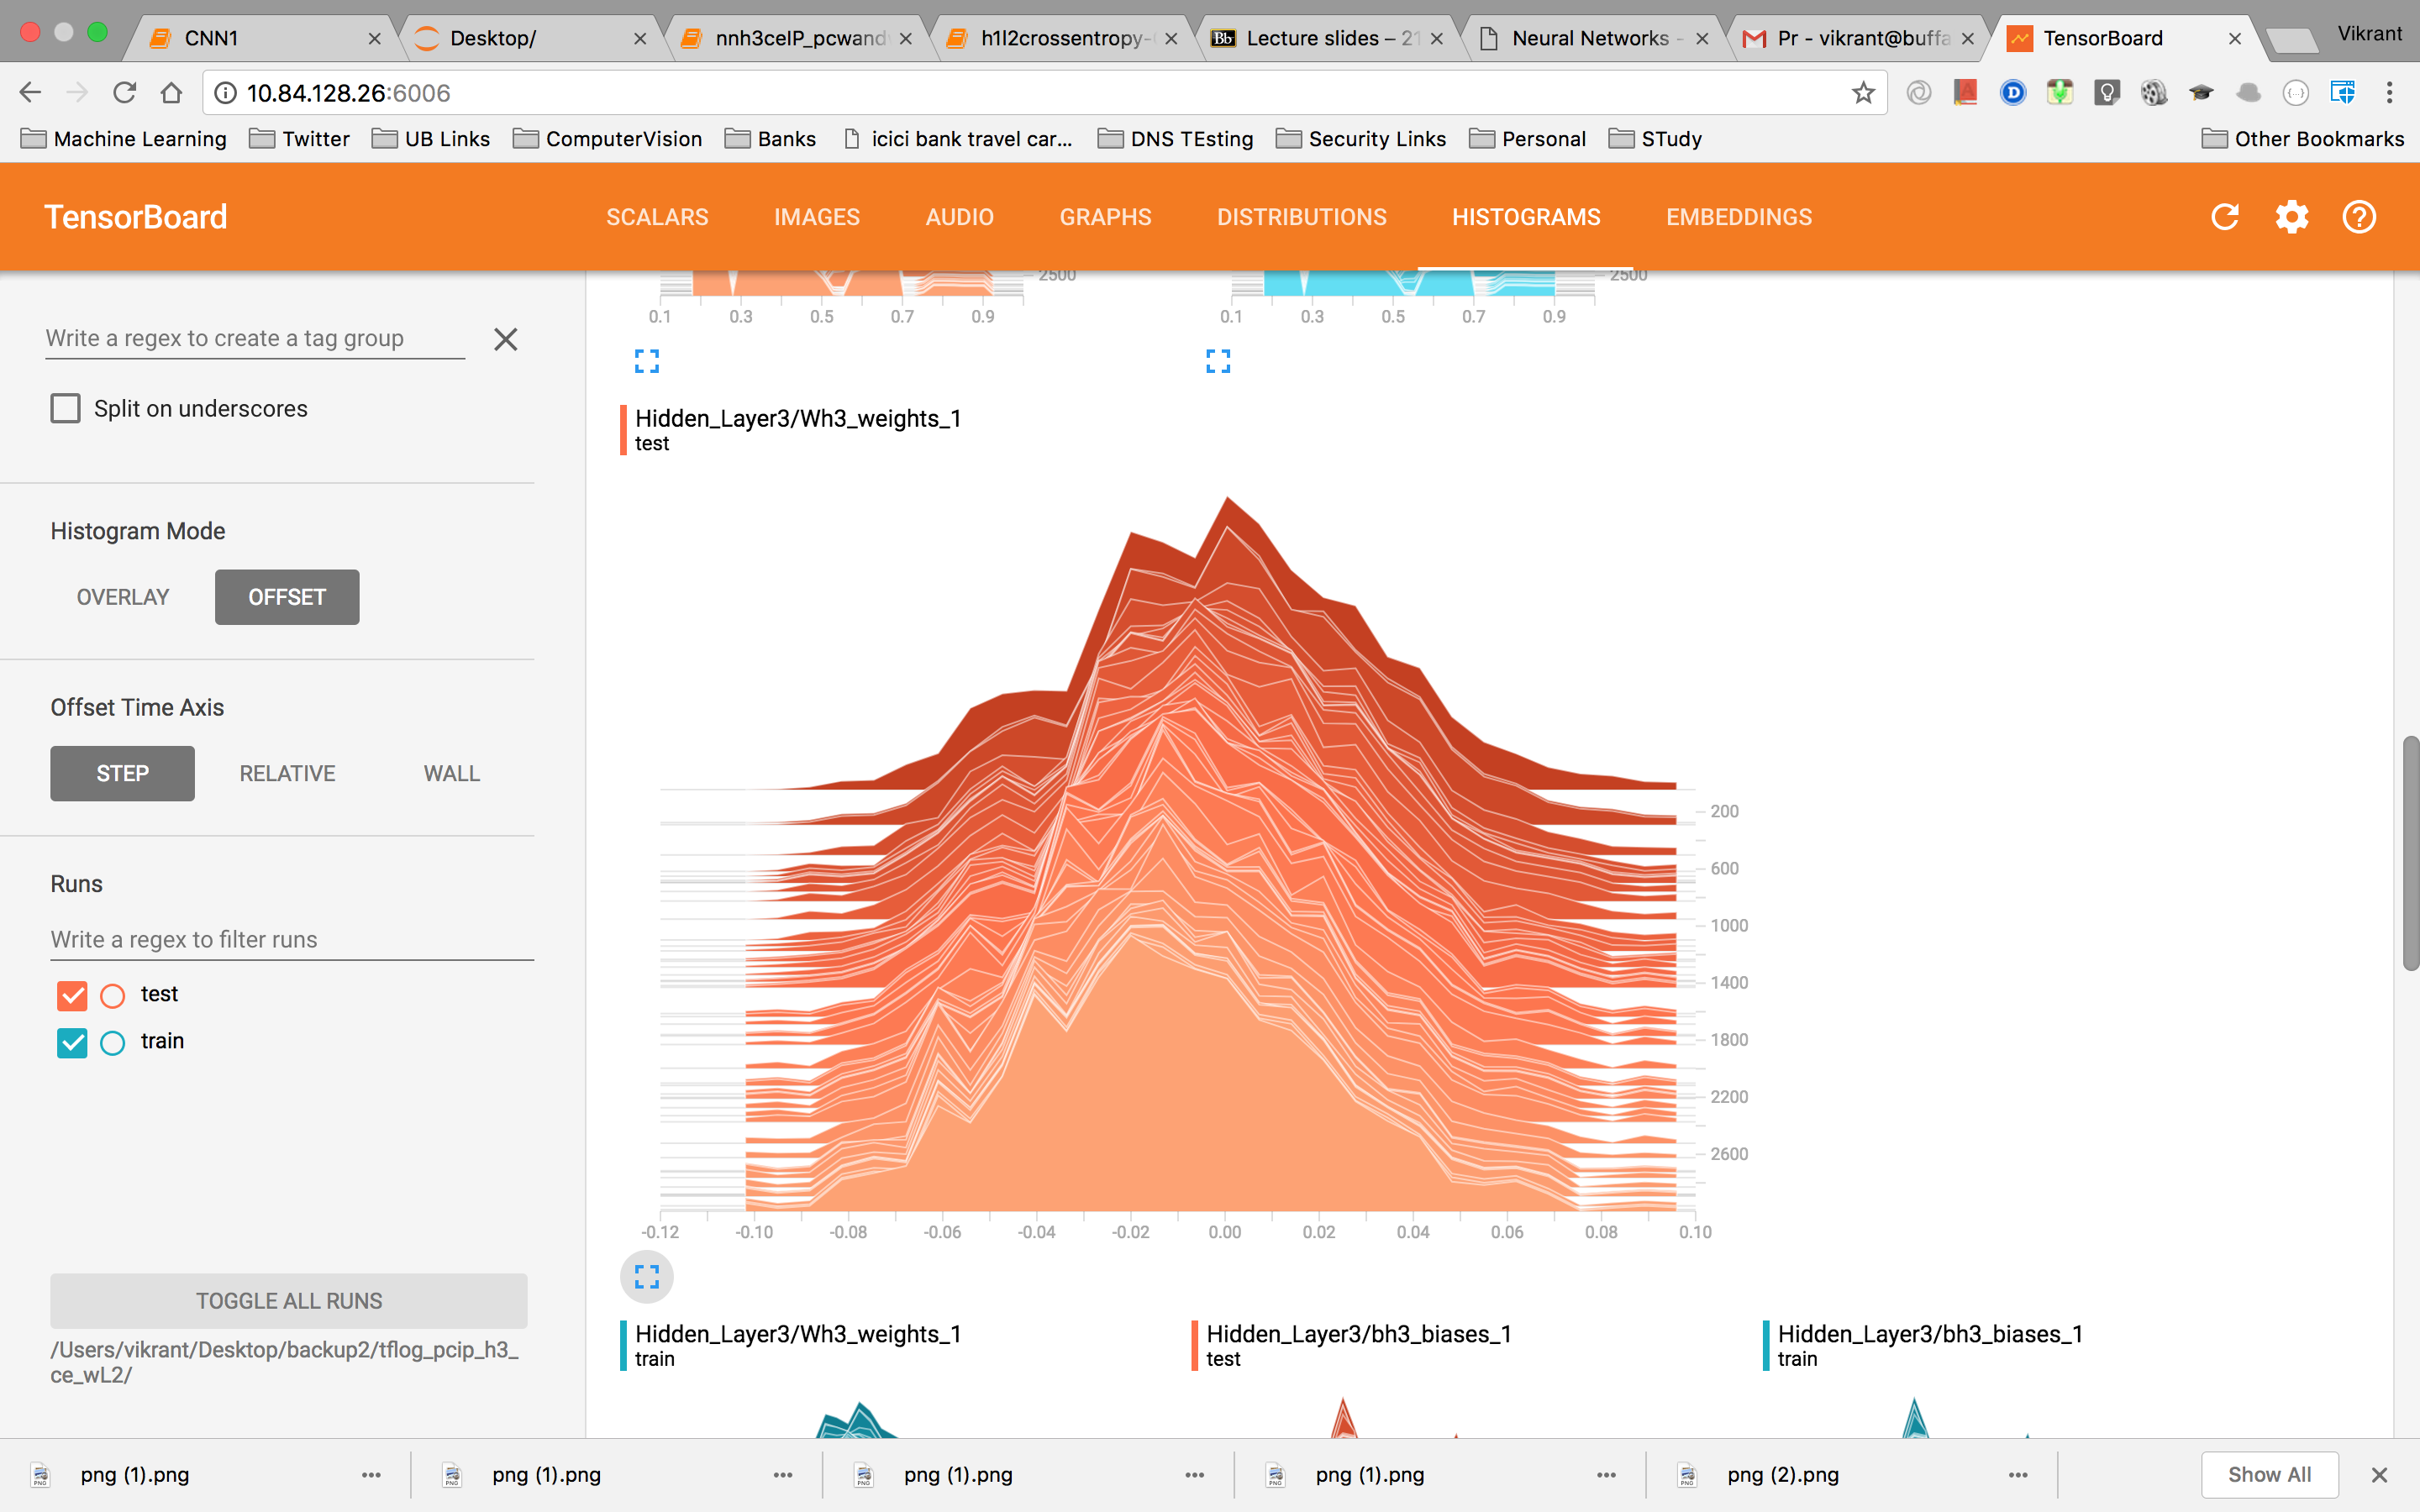 CNN1
Desktop/
nnh3ceIP_pcwand
h1l2crossentropy-
Lecture slides – 21
Neural Networks -
Pr - vikrant@buffa
TensorBoard
Vikrant
10.84.128.26:6006
Machine Learning
Twitter
UB Links
ComputerVision
Banks
icici bank travel car...
DNS TEsting
Security Links
Personal
STudy
Other Bookmarks
TensorBoard
SCALARS
IMAGES
AUDIO
GRAPHS
DISTRIBUTIONS
HISTOGRAMS
EMBEDDINGS
Write a regex to create a tag group
Split on underscores
Histogram Mode
OVERLAY
OFFSET
Offset Time Axis
STEP
RELATIVE
WALL
Runs
Write a regex to filter runs
test
train
TOGGLE ALL RUNS
/Users/vikrant/Desktop/backup2/tflog_pcip_h3_
ce_wL2/
2500
0.1 0.3 0.5 0.7 0.9
2500
0.1 0.3 0.5 0.7 0.9
Hidden_Layer3/Wh3_weights_1
test
200
600
1000
1400
1800
2200
2600
-0.12 -0.10 -0.08 -0.06 -0.04 -0.02 0.00 0.02 0.04 0.06 0.08 0.10
Hidden_Layer3/Wh3_weights_1
train
Hidden_Layer3/bh3_biases_1
test
Hidden_Layer3/bh3_biases_1
train
png (1).png
png (1).png
png (1).png
png (1).png
png (2).png
Show All